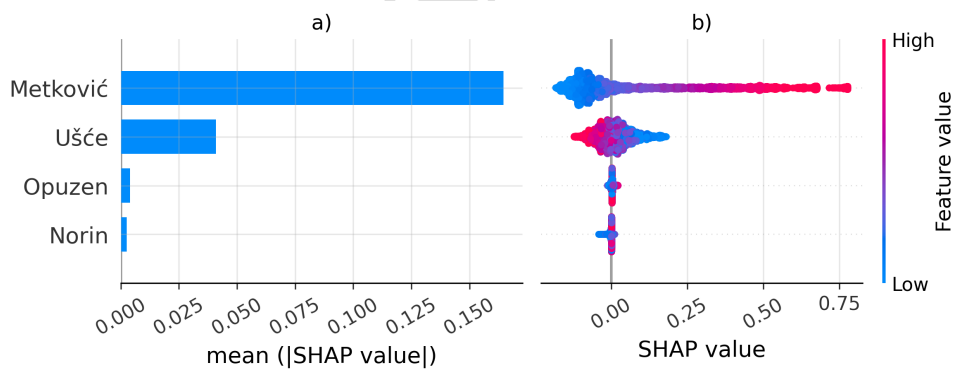 a)
b)
Metković
Ušće
Opuzen
Norin
0.000
0.025
0.050
0.075
0.100
0.125
0.150
mean (|SHAP value|)
0.00
0.25
0.50
0.75
SHAP value
High
Low
Feature value